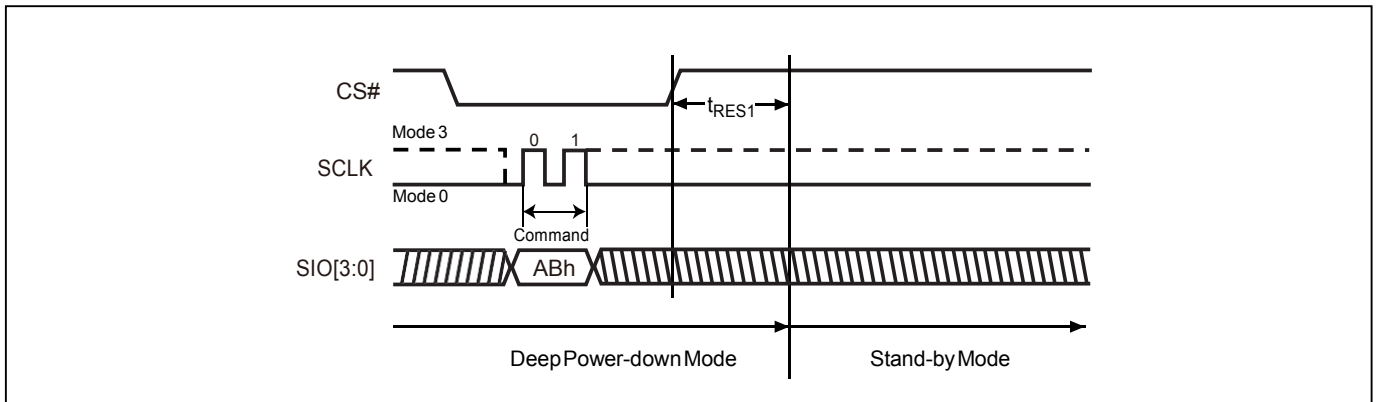 CS#
tRES1
Mode 3
0 1
SCLK
Mode 0
Command
SIO[3:0]
ABh
Deep Power-down Mode
Stand-by Mode